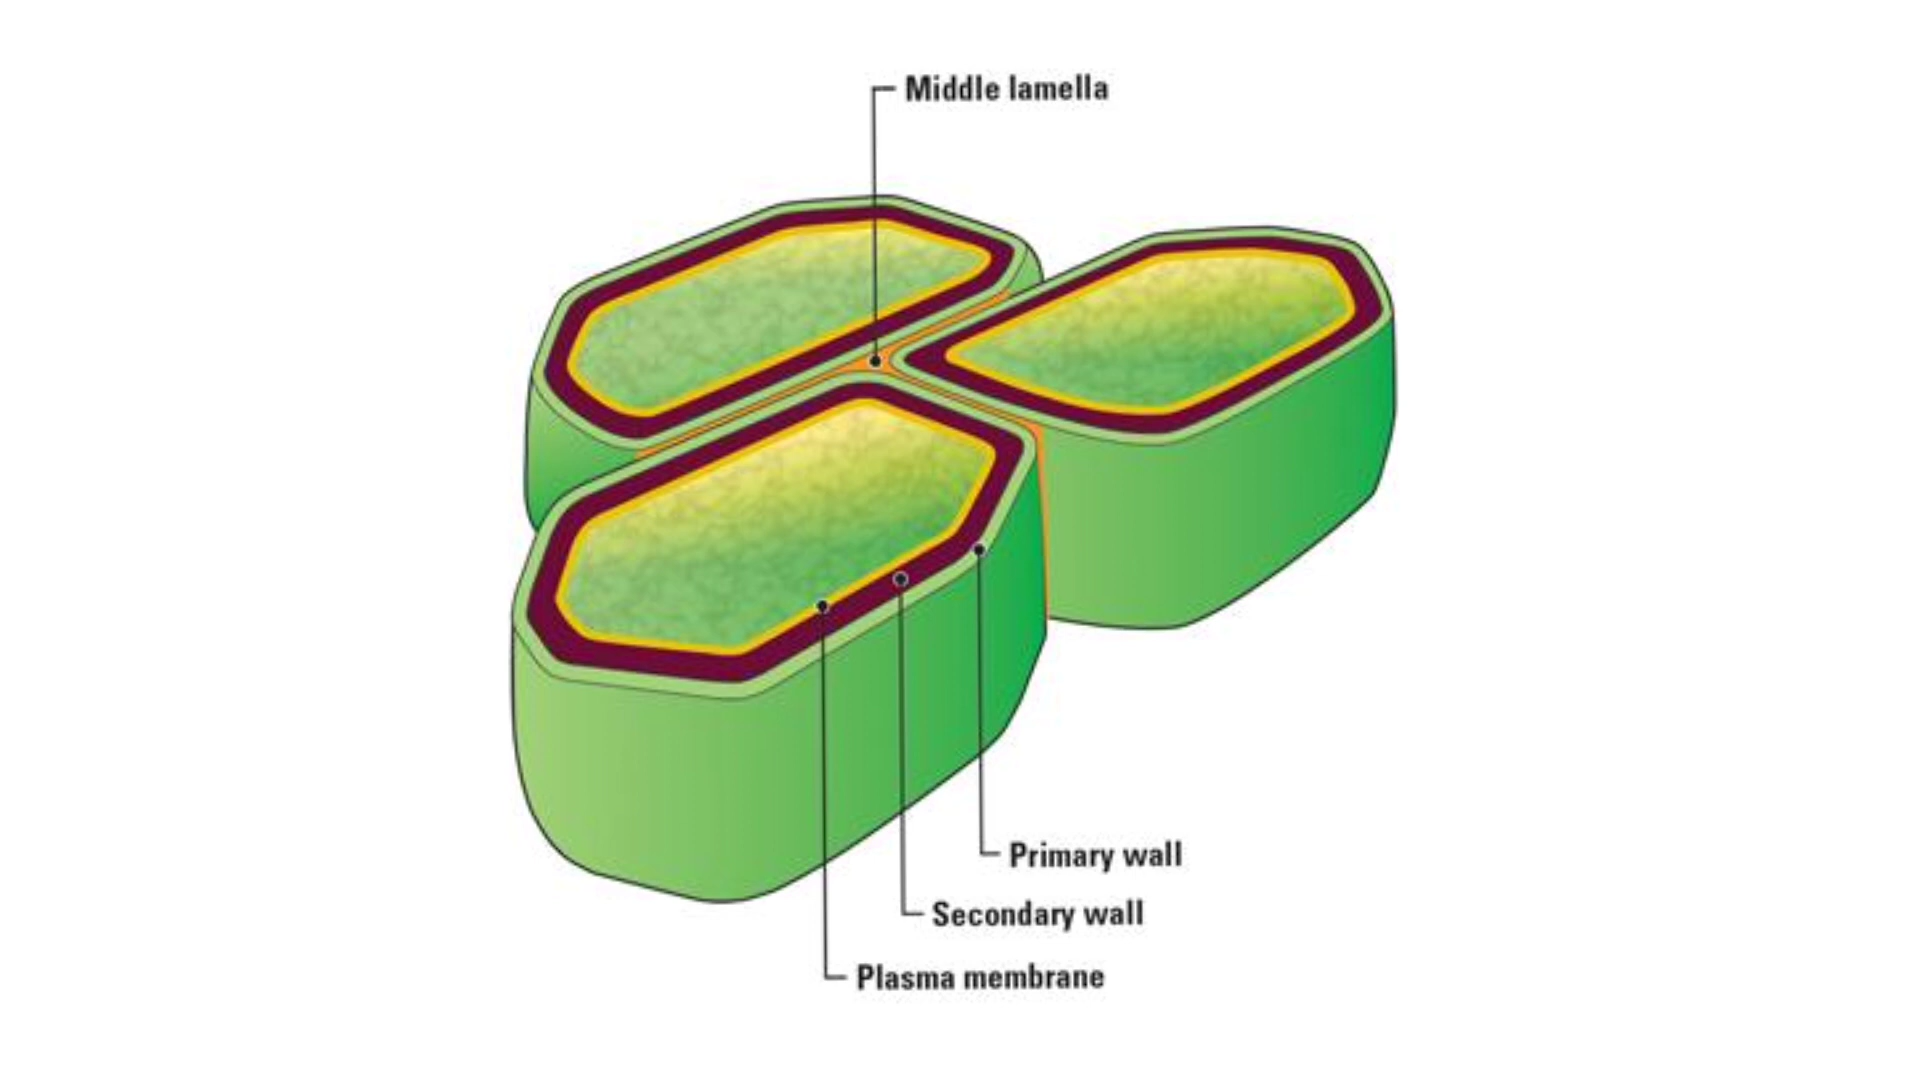 Middle lamella
Primary wall
Secondary wall
Plasma membrane